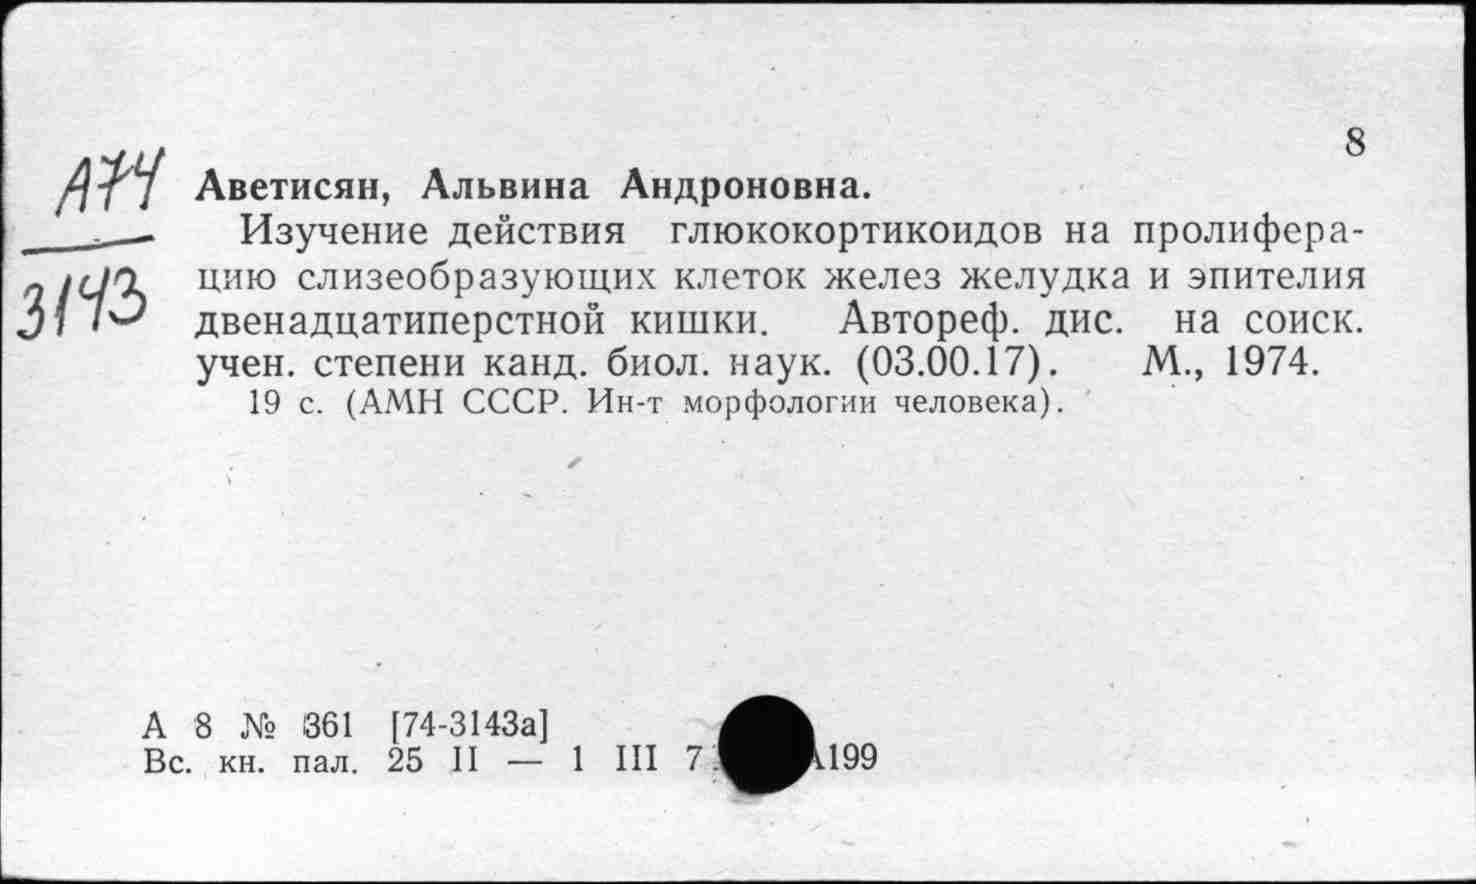 8
А74
3143
Аветисян, Альвина Андроновна.
Изучение действия глюкокортикоидов на пролифера-
цию слизеобразующих клеток желез желудка и эпителия
двенадцатиперстной кишки. Автореф. дис. на соиск.
учен. степени канд. биол. наук. (03.00.17). М., 1974.
19 с. (АМН СССР. Ин-т морфологии человека).
А 8 № 361 [74-3143а]
Вс. кн. пал. 25 II — 1 III 7 199